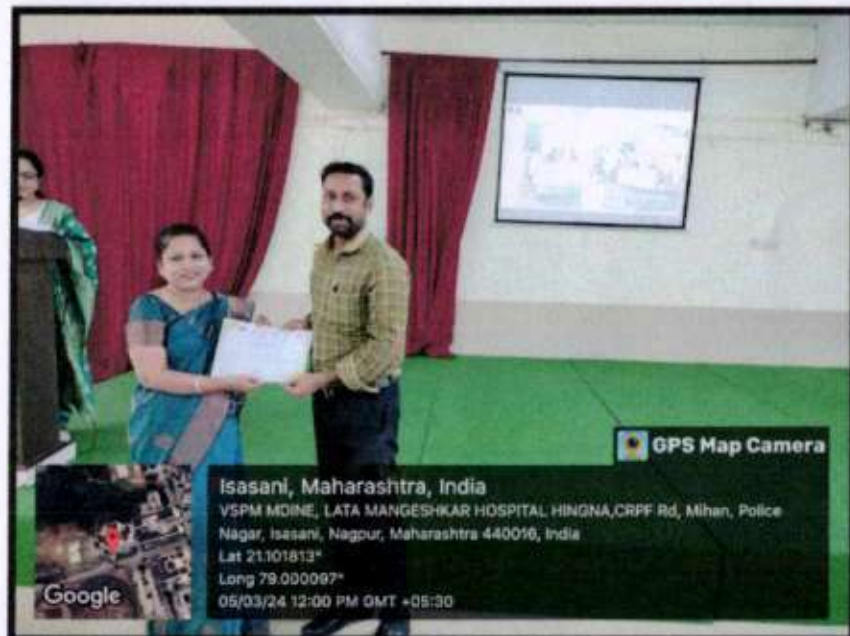 GPS Map Camera
Isasani, Maharashtra, India
VSPM MDINE, LATA MANGESHKAR HOSPITAL HINGNA,CRPF Rd, Mihan, Police
Nagar, Isasani, Nagpur, Maharashtra 440016, India
Lat 21.101813°
Long 79.000097°
05/03/24 12:00 PM GMT +05:30
Google